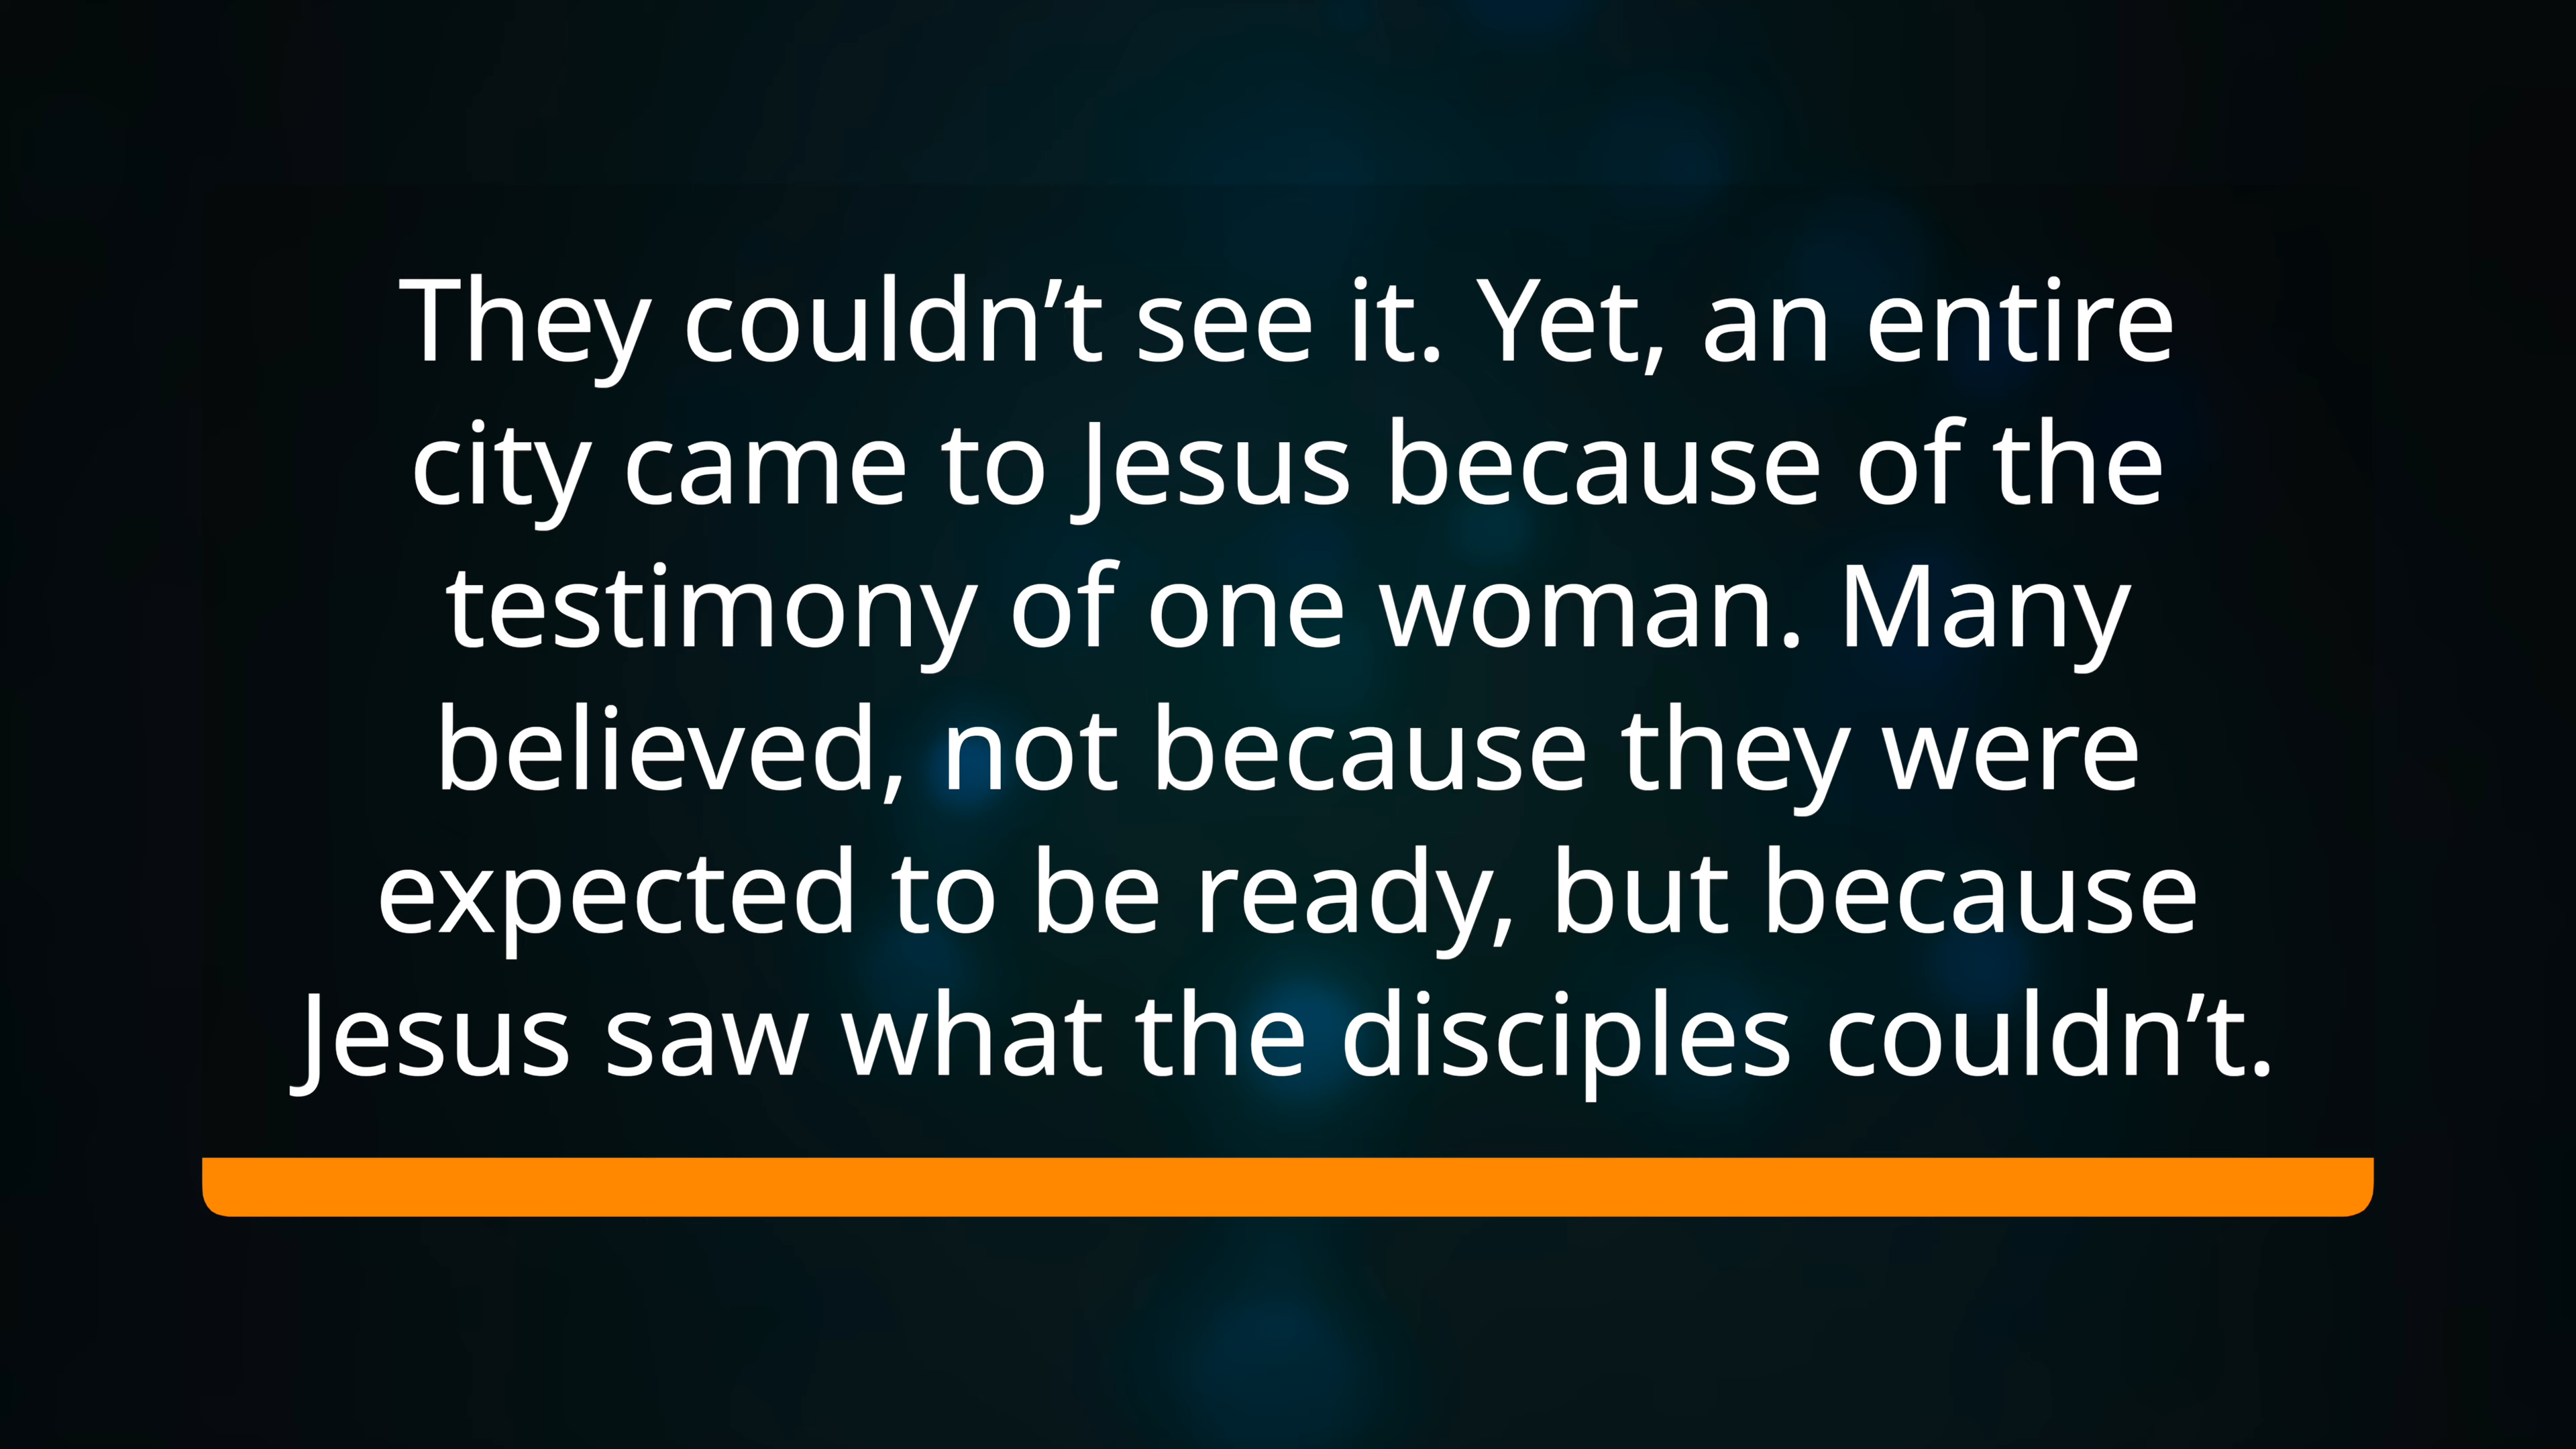 They couldn’t see it. Yet, an entire
city came to Jesus because of the
testimony of one woman. Many
believed, not because they were
expected to be ready, but because
Jesus saw what the disciples couldn’t.